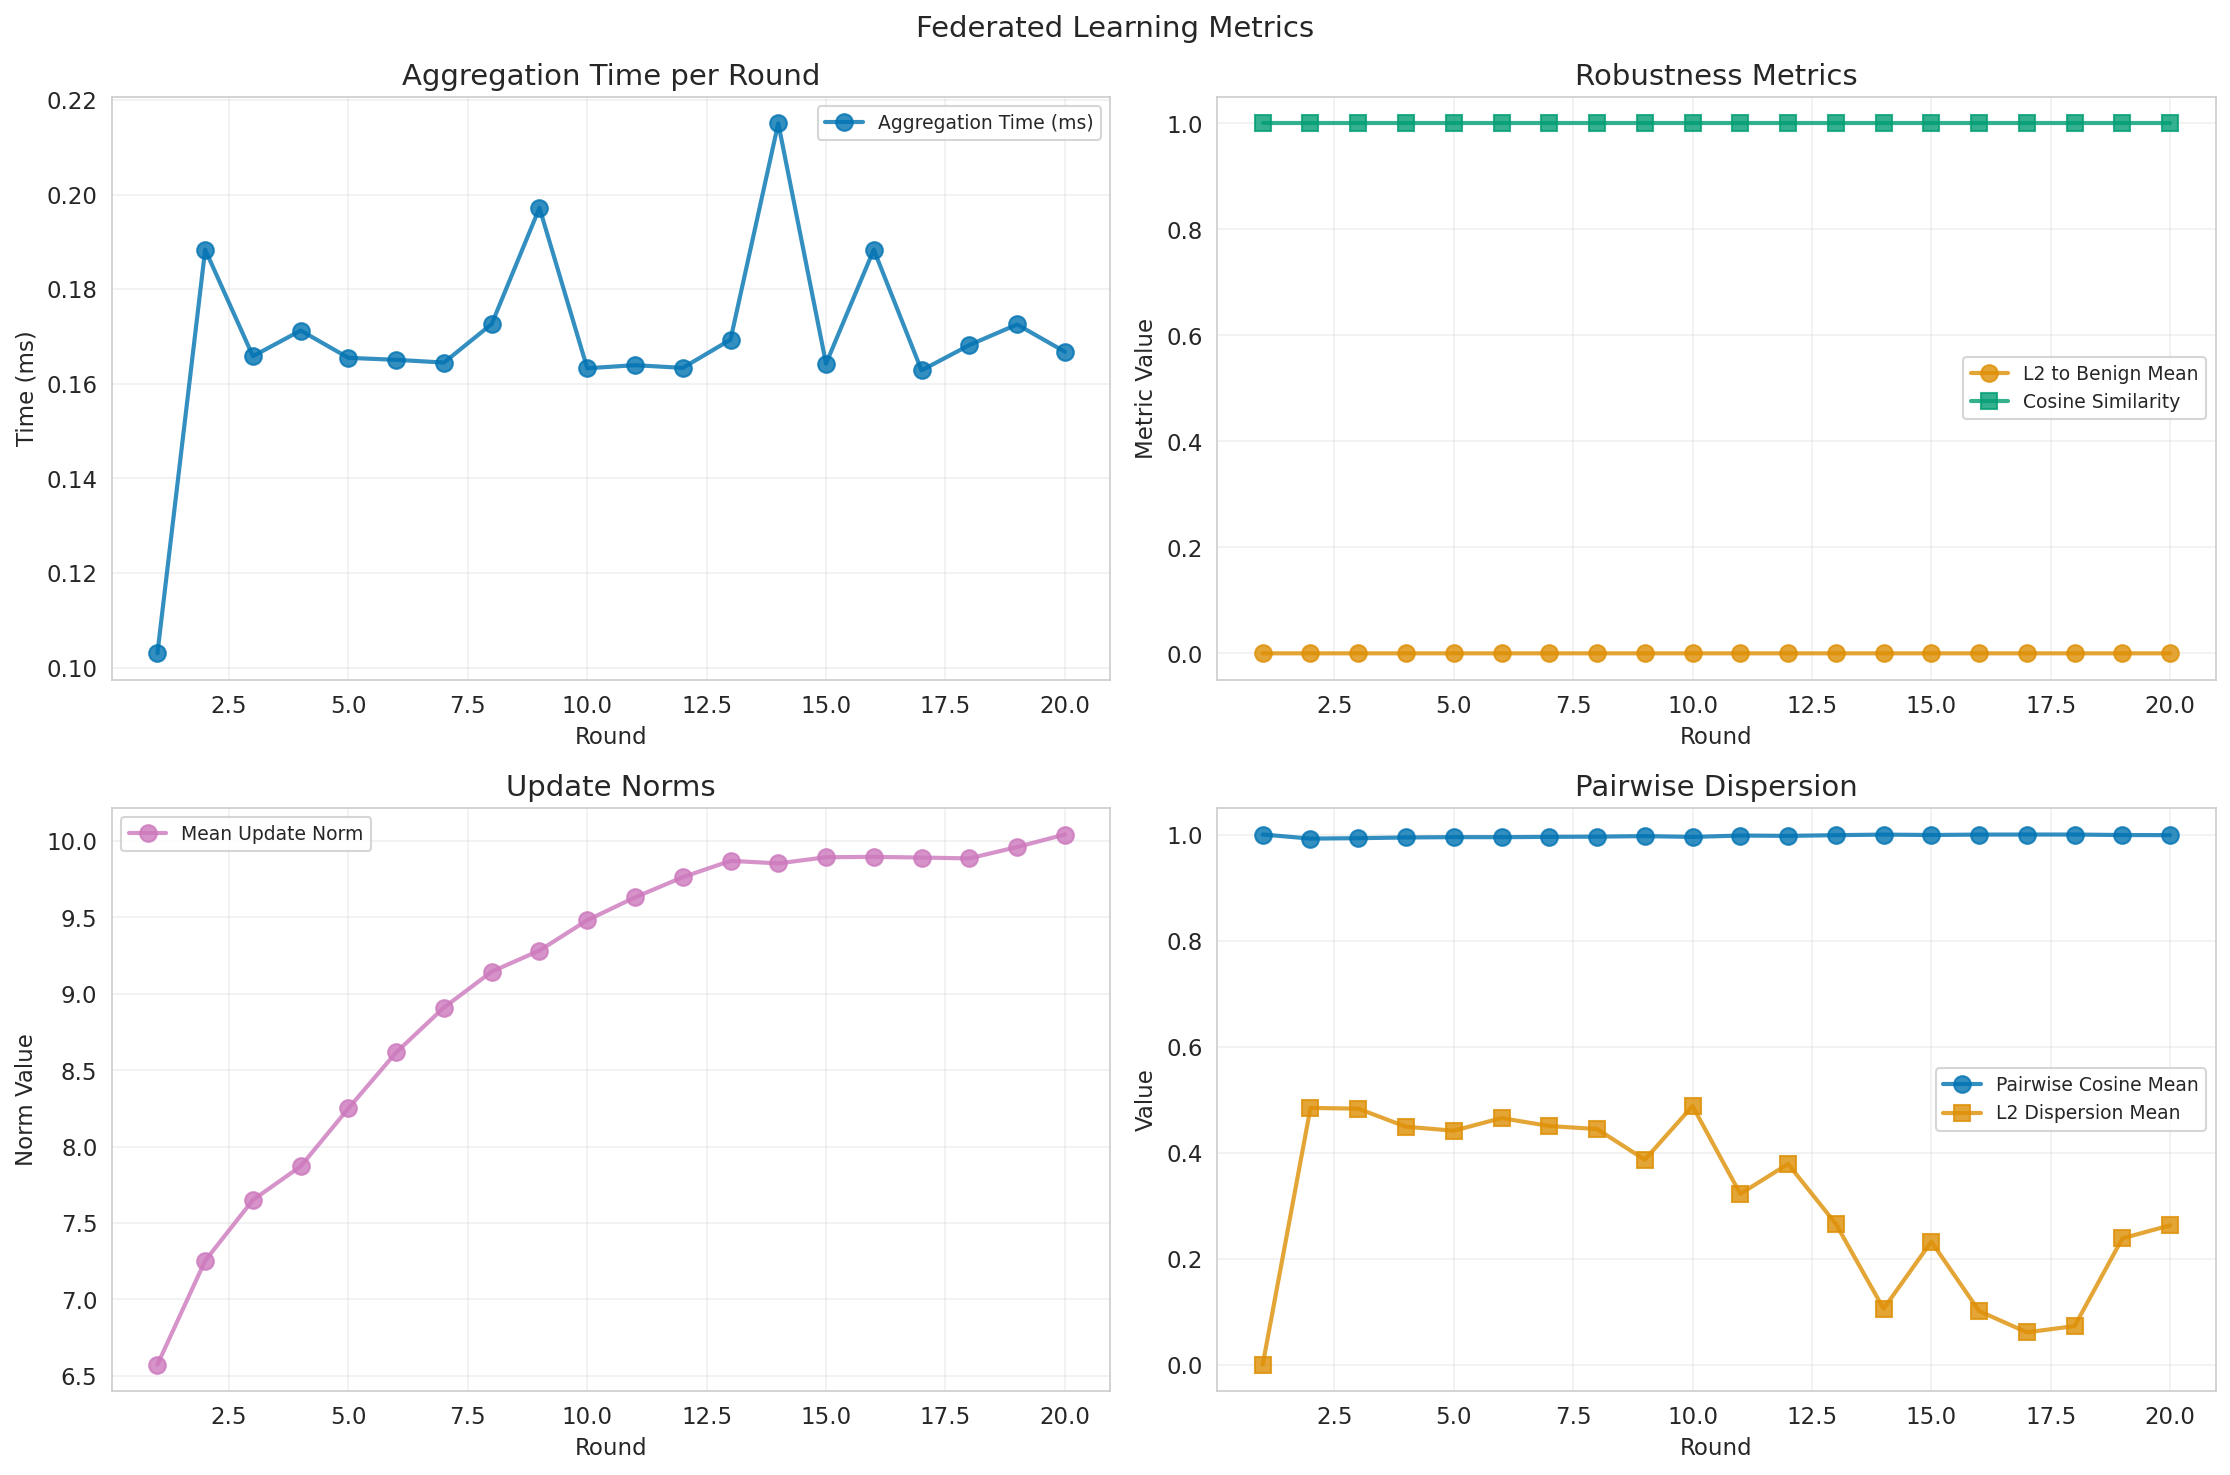 Federated Learning Metrics
Aggregation Time per Round
Time (ms)
0.22
0.20
0.18
0.16
0.14
0.12
0.10
Aggregation Time (ms)
2.5 5.0 7.5 10.0 12.5 15.0 17.5 20.0
Round
Robustness Metrics
Metric Value
1.0
0.8
0.6
0.4
0.2
0.0
L2 to Benign Mean
Cosine Similarity
2.5 5.0 7.5 10.0 12.5 15.0 17.5 20.0
Round
Update Norms
Norm Value
10.0
9.5
9.0
8.5
8.0
7.5
7.0
6.5
Mean Update Norm
2.5 5.0 7.5 10.0 12.5 15.0 17.5 20.0
Round
Pairwise Dispersion
Value
1.0
0.8
0.6
0.4
0.2
0.0
Pairwise Cosine Mean
L2 Dispersion Mean
2.5 5.0 7.5 10.0 12.5 15.0 17.5 20.0
Round